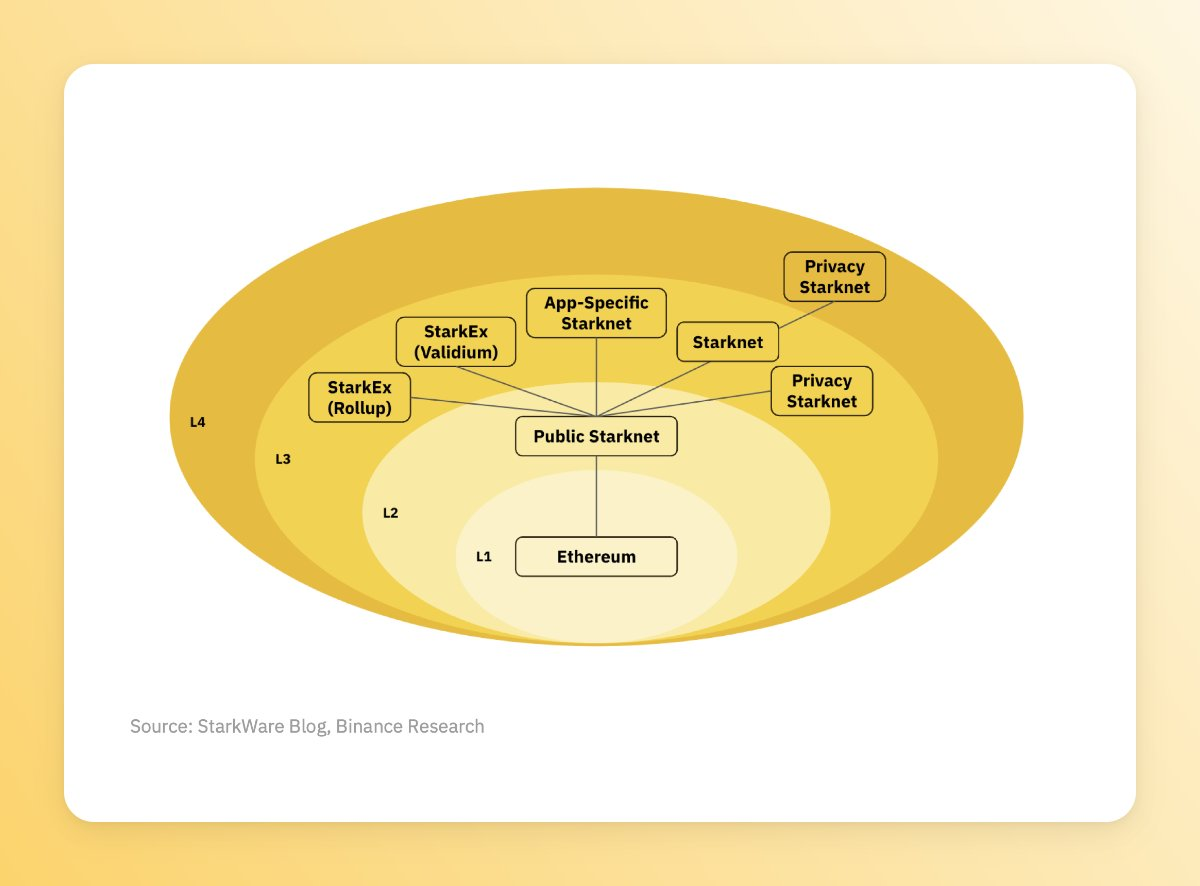 Privacy
Starknet
App-Specific
Starknet
StarkEx
(Validium)
Starknet
StarkEx
(Rollup)
Privacy
Starknet
L4
Public Starknet
L3
L2
L1
Ethereum
Source: StarkWare Blog, Binance Research